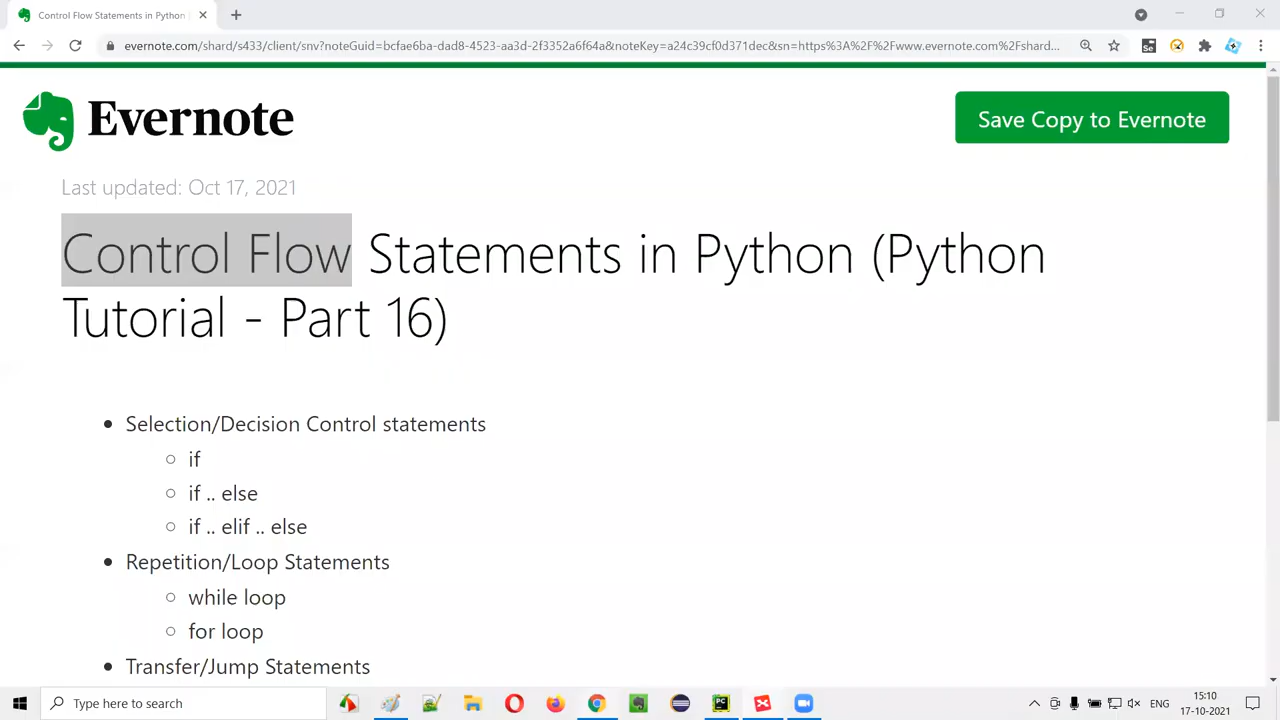 Control Flow Statements in Python
evernote.com/shard/s433/client/snv?noteGuid=bcfae6ba-dad8-4523-aa3d-2f3352a6f64a&noteKey=a24c39cf0d371dec&sn=https%3A%2F%2Fwww.evernote.com%2Fshard...
Se
Evernote
Save Copy to Evernote
Last updated: Oct 17, 2021
Control Flow Statements in Python (Python
Tutorial - Part 16)
• Selection/Decision Control statements
○ if
○ if .. else
○ if .. elif .. else
• Repetition/Loop Statements
○ while loop
○ for loop
• Transfer/Jump Statements
Type here to search
PC
ENG
15:10
17-10-2021